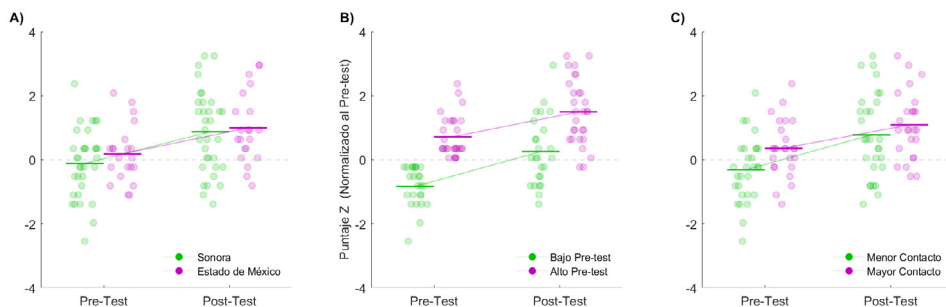 A)
4
2
0
-2
-4
Pre-Test
Post-Test
Sonora
Estado de México
B)
Puntaje Z (Normalizado al Pre-test)
4
2
0
-2
-4
Pre-Test
Post-Test
Bajo Pre-test
Alto Pre-test
C)
4
2
0
-2
-4
Pre-Test
Post-Test
Menor Contacto
Mayor Contacto